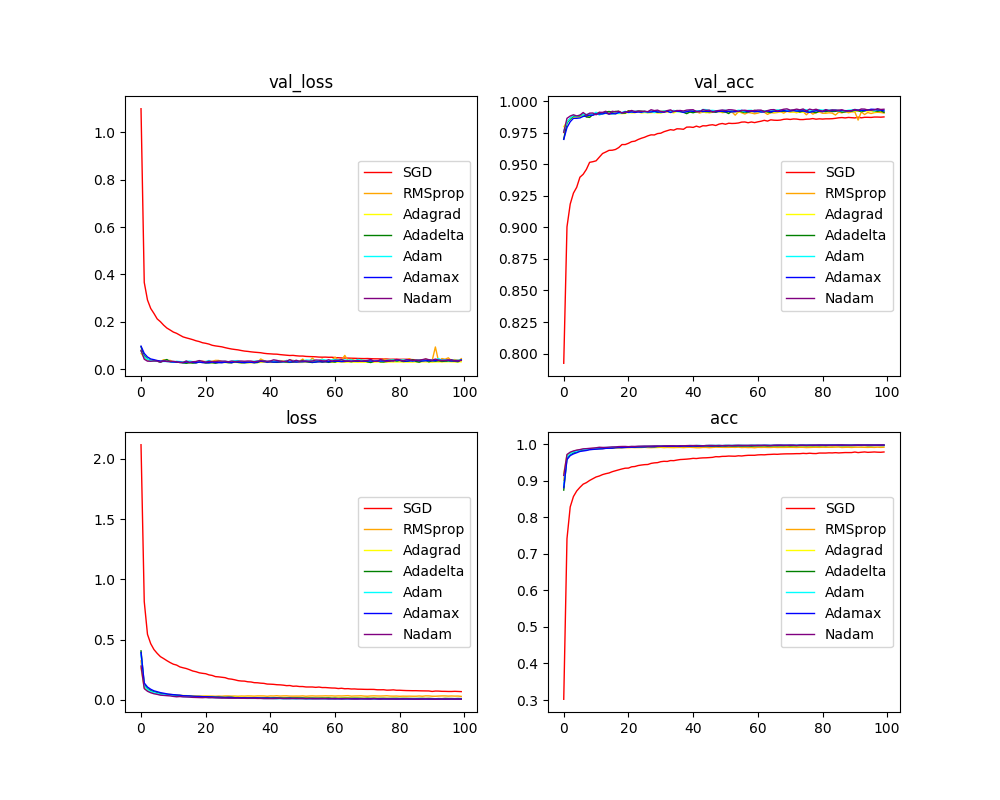 val_loss
1.0
0.8
0.6
0.4
0.2
0.0
0 20 40 60 80 100
SGD
RMSprop
Adagrad
Adadelta
Adam
Adamax
Nadam
val_acc
1.000
0.975
0.950
0.925
0.900
0.875
0.850
0.825
0.800
0 20 40 60 80 100
SGD
RMSprop
Adagrad
Adadelta
Adam
Adamax
Nadam
loss
2.0
1.5
1.0
0.5
0.0
0 20 40 60 80 100
SGD
RMSprop
Adagrad
Adadelta
Adam
Adamax
Nadam
acc
1.0
0.9
0.8
0.7
0.6
0.5
0.4
0.3
0 20 40 60 80 100
SGD
RMSprop
Adagrad
Adadelta
Adam
Adamax
Nadam